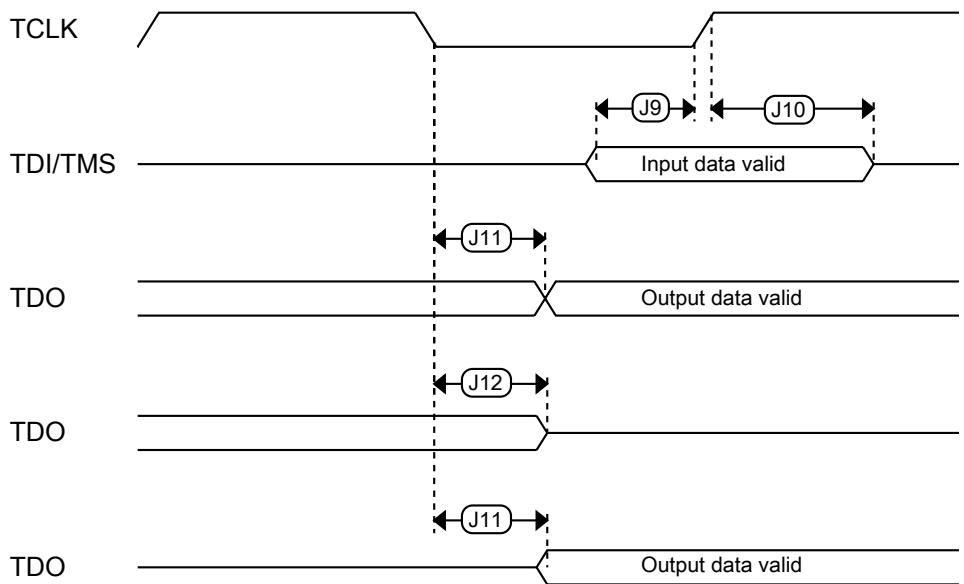 TCLK
J9
J10
TDI/TMS
Input data valid
J11
TDO
Output data valid
J12
TDO
J11
TDO
Output data valid